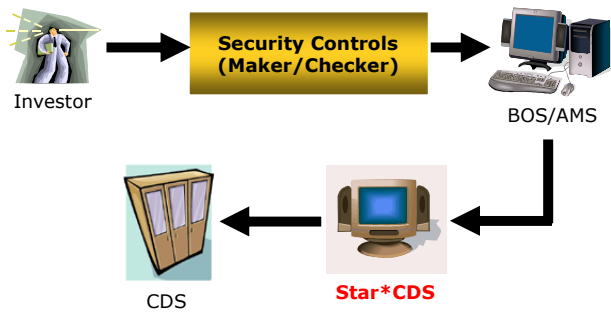 Security Controls
(Maker/Checker)
Investor
BOS/AMS
CDS
Star*CDS